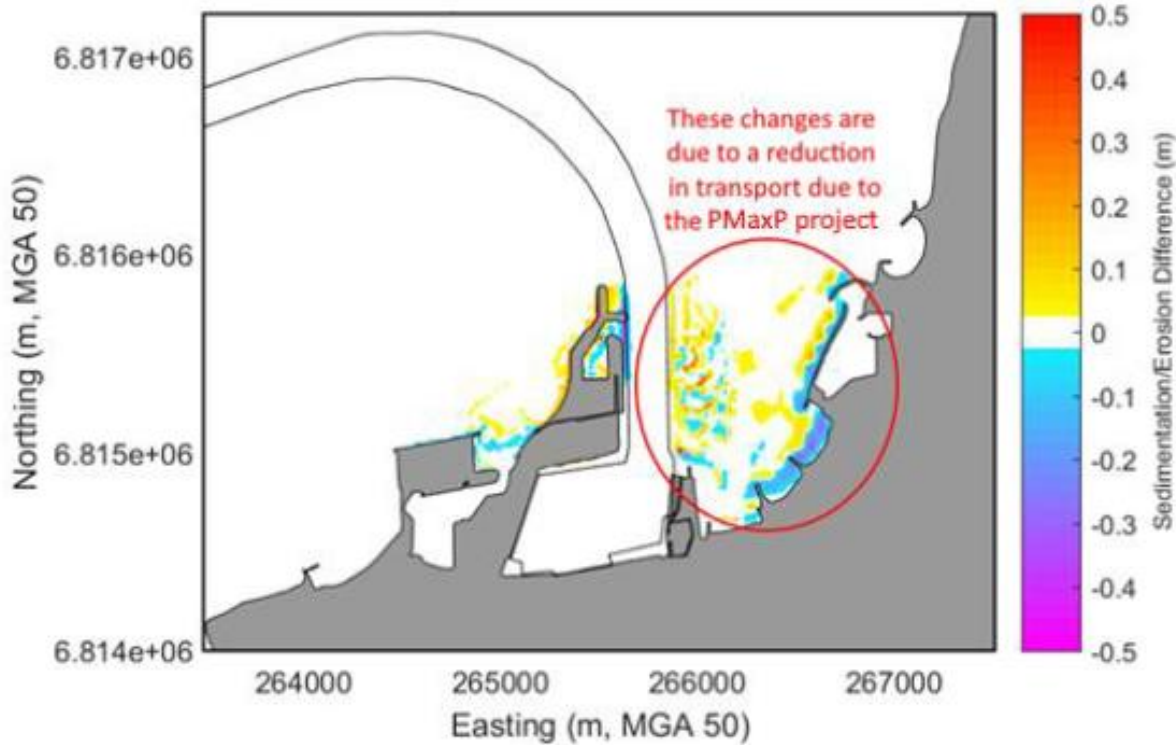 6.817e+06
6.816e+06
6.815e+06
6.814e+06
Northing (m, MGA 50)
264000 265000 266000 267000
Easting (m, MGA 50)
These changes are
due to a reduction
in transport due to
the PMaxP project
0.5
0.4
0.3
0.2
0.1
0
-0.1
-0.2
-0.3
-0.4
-0.5
Sedimentation/Erosion Difference (m)